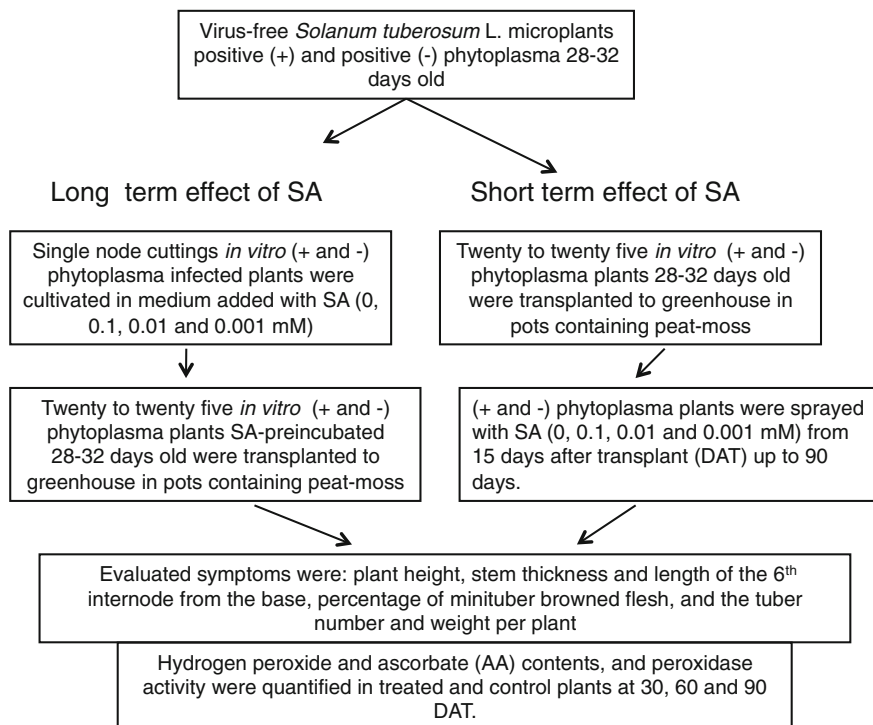 Virus-free Solanum tuberosum L. microplants
positive (+) and positive (-) phytoplasma 28-32
days old
Long term effect of SA
Short term effect of SA
Single node cuttings in vitro (+ and -)
phytoplasma infected plants were
cultivated in medium added with SA (0,
0.1, 0.01 and 0.001 mM)
Twenty to twenty five in vitro (+ and -)
phytoplasma plants 28-32 days old
were transplanted to greenhouse in
pots containing peat-moss
Twenty to twenty five in vitro (+ and -)
phytoplasma plants SA-preincubated
28-32 days old were transplanted to
greenhouse in pots containing peat-moss
(+ and -) phytoplasma plants were sprayed
with SA (0, 0.1, 0.01 and 0.001 mM) from
15 days after transplant (DAT) up to 90
days.
Evaluated symptoms were: plant height, stem thickness and length of the 6th
internode from the base, percentage of minituber browned flesh, and the tuber
number and weight per plant
Hydrogen peroxide and ascorbate (AA) contents, and peroxidase
activity were quantified in treated and control plants at 30, 60 and 90
DAT.